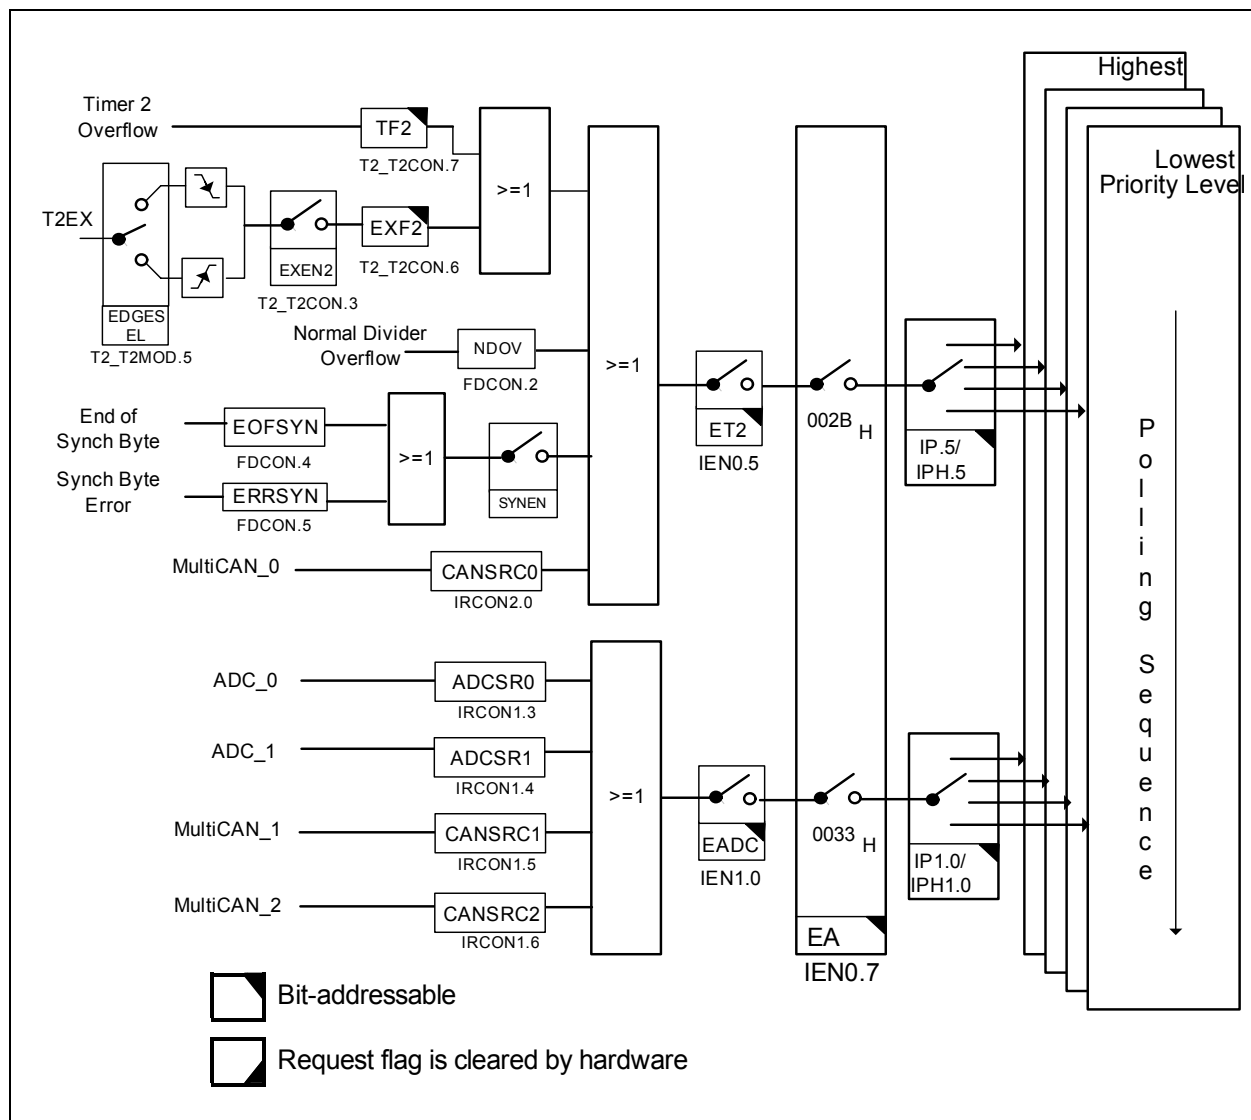 Highest
Lowest
Priority Level
Timer 2
Overflow
TF2
T2_T2CON.7
>=1
T2EX
EDGES
EL
T2_T2MOD.5
EXEN2
T2_T2CON.3
EXF2
T2_T2CON.6
Normal Divider
Overflow
NDOV
FDCON.2
>=1
End of
Synch Byte
EOFSYN
FDCON.4
Synch Byte
Error
ERRSYN
FDCON.5
>=1
SYNEN
MultiCAN_0
CANSRC0
IRCON2.0
ET2
IEN0.5
002B H
IP.5/
IPH.5
ADC_0
ADCSR0
IRCON1.3
ADC_1
ADCSR1
IRCON1.4
MultiCAN_1
CANSRC1
IRCON1.5
MultiCAN_2
CANSRC2
IRCON1.6
>=1
EADC
IEN1.0
0033 H
IP1.0/
IPH1.0
EA
IEN0.7
Polling Sequence
Bit-addressable
Request flag is cleared by hardware